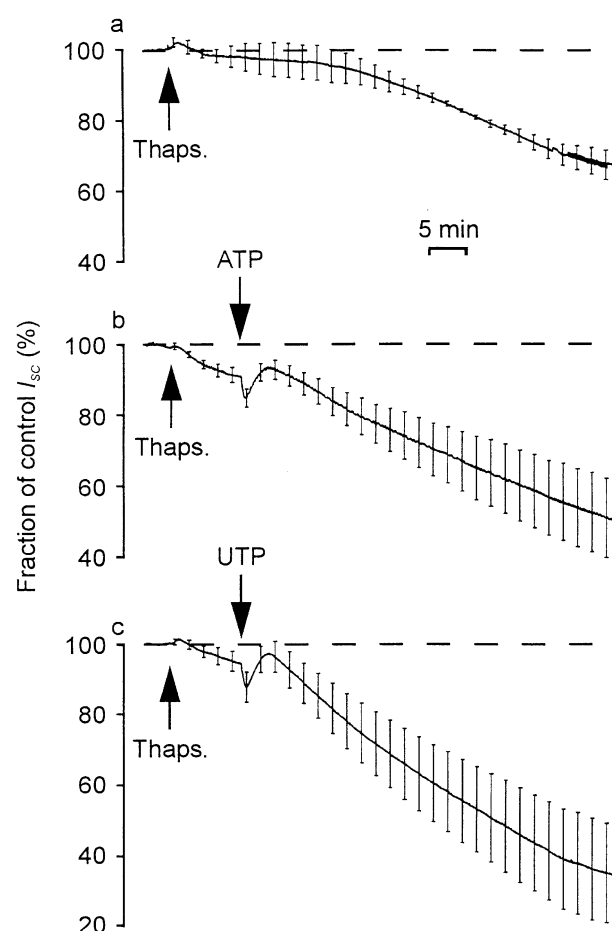 a
100
80
60
40
Thaps.
5 min
ATP
b
100
80
60
40
Thaps.
UTP
c
100
80
60
40
20
Thaps.
Fraction of control Isc (%)